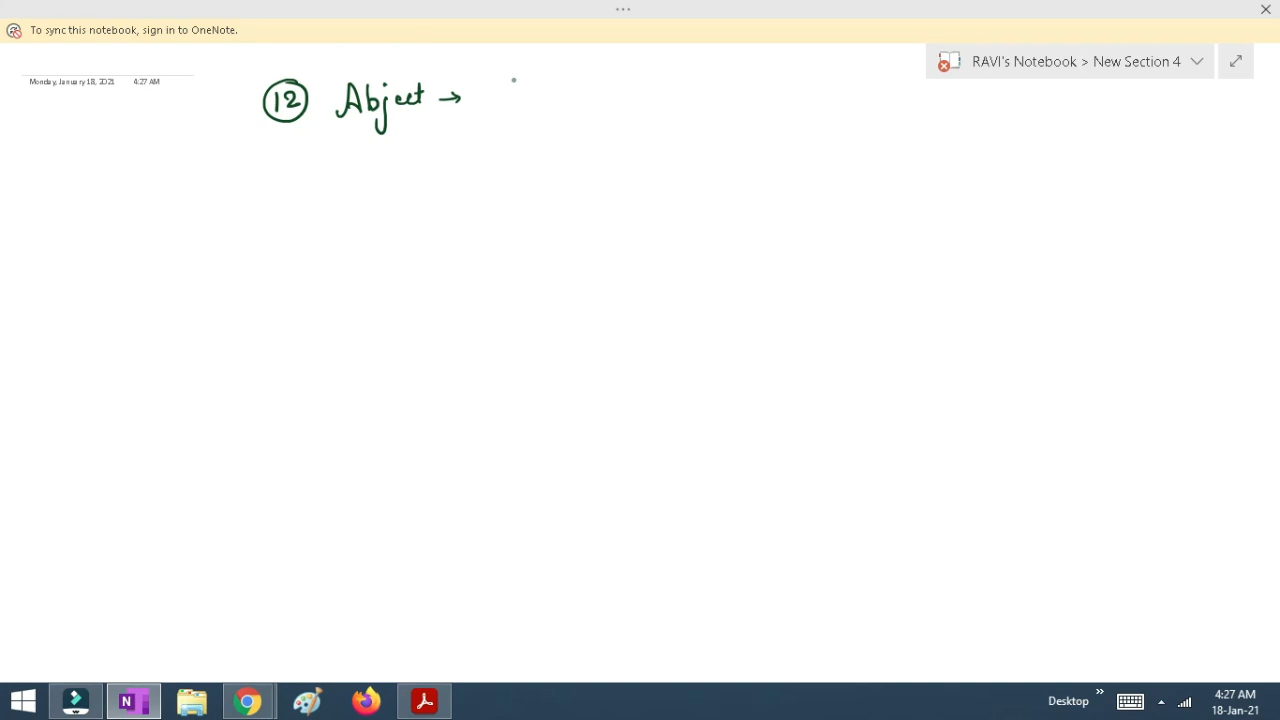 To sync this notebook, sign in to OneNote.
RAVI's Notebook > New Section 4
Monday, January 18, 2021 4:27 AM
12 Abject →
Desktop
4:27 AM
18-Jan-21